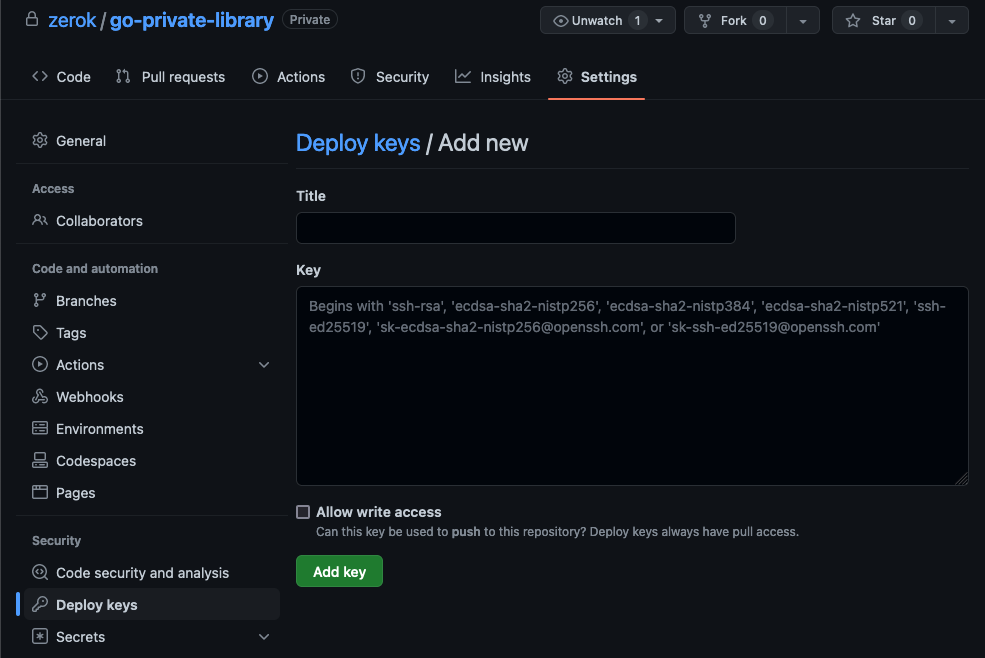 zerok / go-private-library Private
Unwatch 1
Fork 0
Star 0
Code
Pull requests
Actions
Security
Insights
Settings
General
Access
Collaborators
Code and automation
Branches
Tags
Actions
Webhooks
Environments
Codespaces
Pages
Security
Code security and analysis
Deploy keys
Secrets
Deploy keys / Add new
Title
Key
Begins with 'ssh-rsa', 'ecdsa-sha2-nistp256', 'ecdsa-sha2-nistp384', 'ecdsa-sha2-nistp521', 'ssh-
ed25519', 'sk-ecdsa-sha2-nistp256@openssh.com', or 'sk-ssh-ed25519@openssh.com'
Allow write access
Can this key be used to push to this repository? Deploy keys always have pull access.
Add key